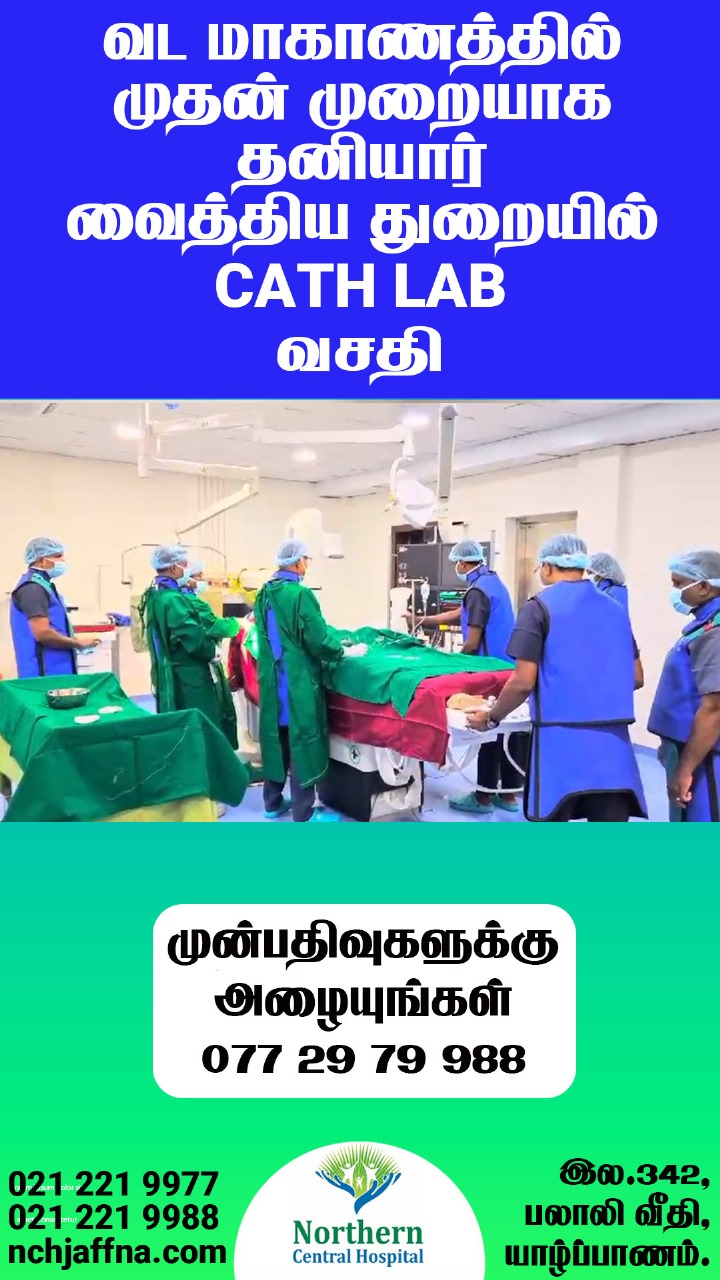 வட மாகாணத்தில்
முதன் முறையாக
தனியார்
வைத்திய துறையில்
CATH LAB
வசதி
முன்பதிவுகளுக்கு
அழையுங்கள்
077 29 79 988
021 221 9977
021 221 9988
nchjaffna.com
Northern
Central Hospital
இல.342,
பலாலி வீதி,
யாழ்ப்பாணம்.